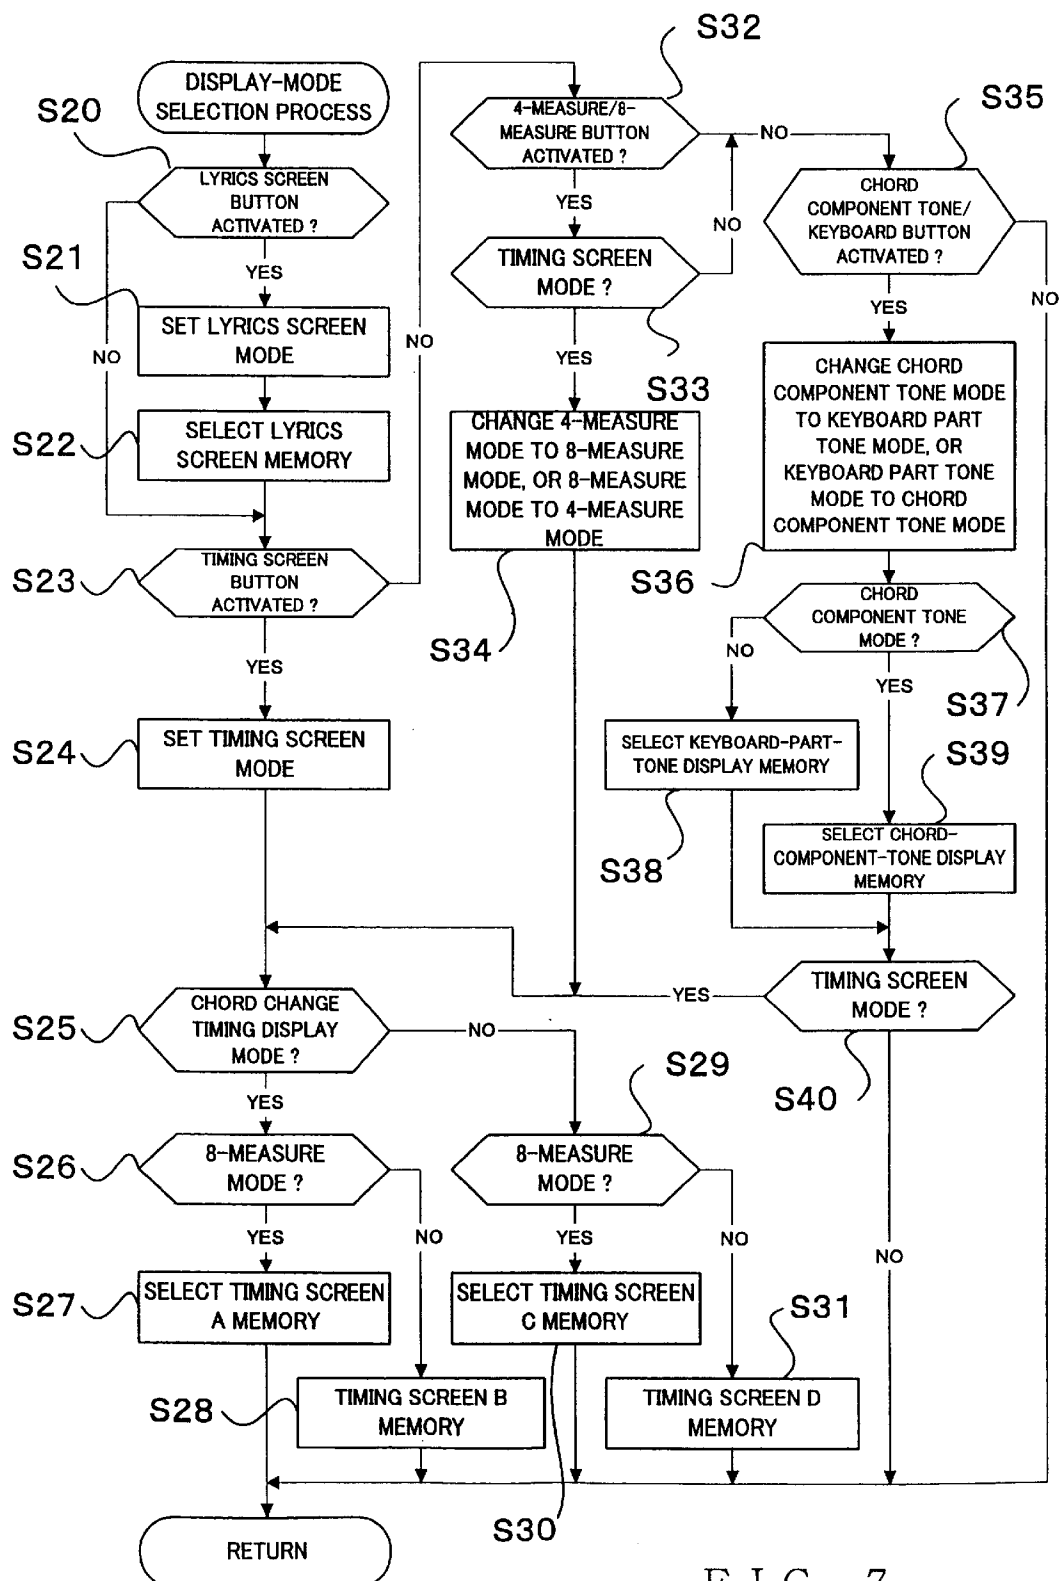 DISPLAY-MODE
SELECTION PROCESS
S20
LYRICS SCREEN
BUTTON
ACTIVATED ?
YES
NO
S21
SET LYRICS SCREEN
MODE
S22
SELECT LYRICS
SCREEN MEMORY
S23
TIMING SCREEN
BUTTON
ACTIVATED ?
NO
YES
S24
SET TIMING SCREEN
MODE
S25
CHORD CHANGE
TIMING DISPLAY
MODE ?
NO
YES
S26
8-MEASURE
MODE ?
YES
NO
S27
SELECT TIMING SCREEN
A MEMORY
S28
TIMING SCREEN B
MEMORY
S29
8-MEASURE
MODE ?
YES
NO
SELECT TIMING SCREEN
C MEMORY
S30
S31
TIMING SCREEN D
MEMORY
RETURN
S32
4-MEASURE/8-
MEASURE BUTTON
ACTIVATED ?
NO
YES
TIMING SCREEN
MODE ?
NO
YES
S33
CHANGE 4-MEASURE
MODE TO 8-MEASURE
MODE, OR 8-MEASURE
MODE TO 4-MEASURE
MODE
S34
S35
CHORD
COMPONENT TONE/
KEYBOARD BUTTON
ACTIVATED ?
NO
YES
CHANGE CHORD
COMPONENT TONE MODE
TO KEYBOARD PART
TONE MODE, OR
KEYBOARD PART TONE
MODE TO CHORD
COMPONENT TONE MODE
S36
CHORD
COMPONENT TONE
MODE ?
NO
YES
S37
SELECT KEYBOARD-PART-
TONE DISPLAY MEMORY
S38
S39
SELECT CHORD-
COMPONENT-TONE DISPLAY
MEMORY
TIMING SCREEN
MODE ?
YES
S40
NO
FIG. 7